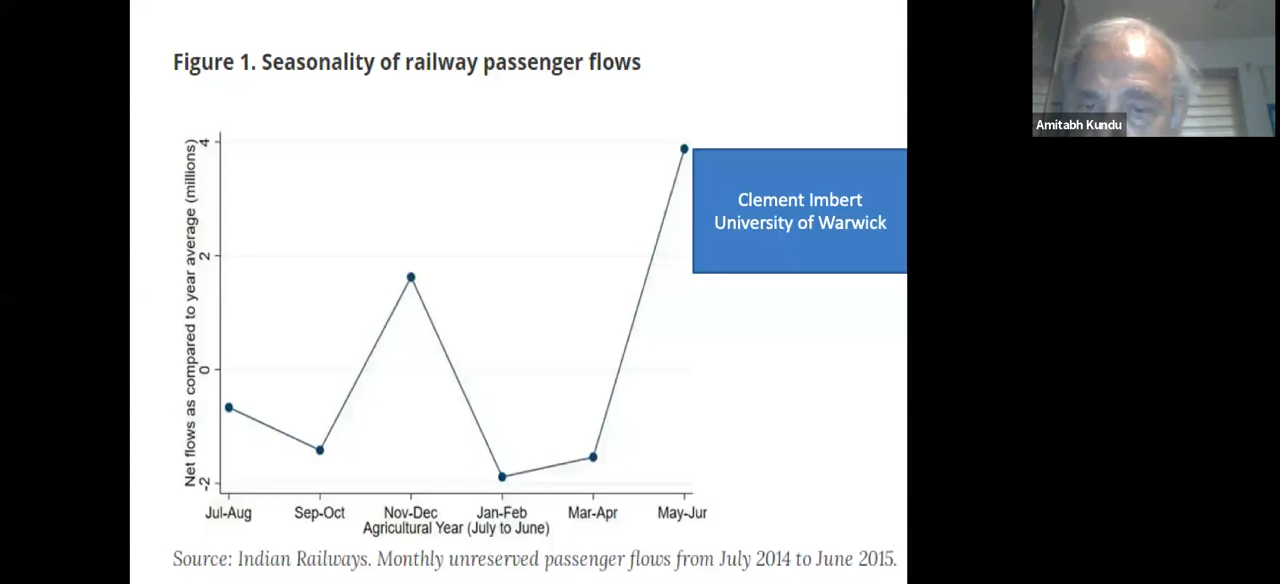 Figure 1. Seasonality of railway passenger flows
Amitabh Kundu
Net flows as compared to year average (millions)
4
2
0
-2
Clement Imbert
University of Warwick
Jul-Aug Sep-Oct Nov-Dec Jan-Feb Mar-Apr May-Jur
Agricultural Year (July to June)
Source: Indian Railways. Monthly unreserved passenger flows from July 2014 to June 2015.